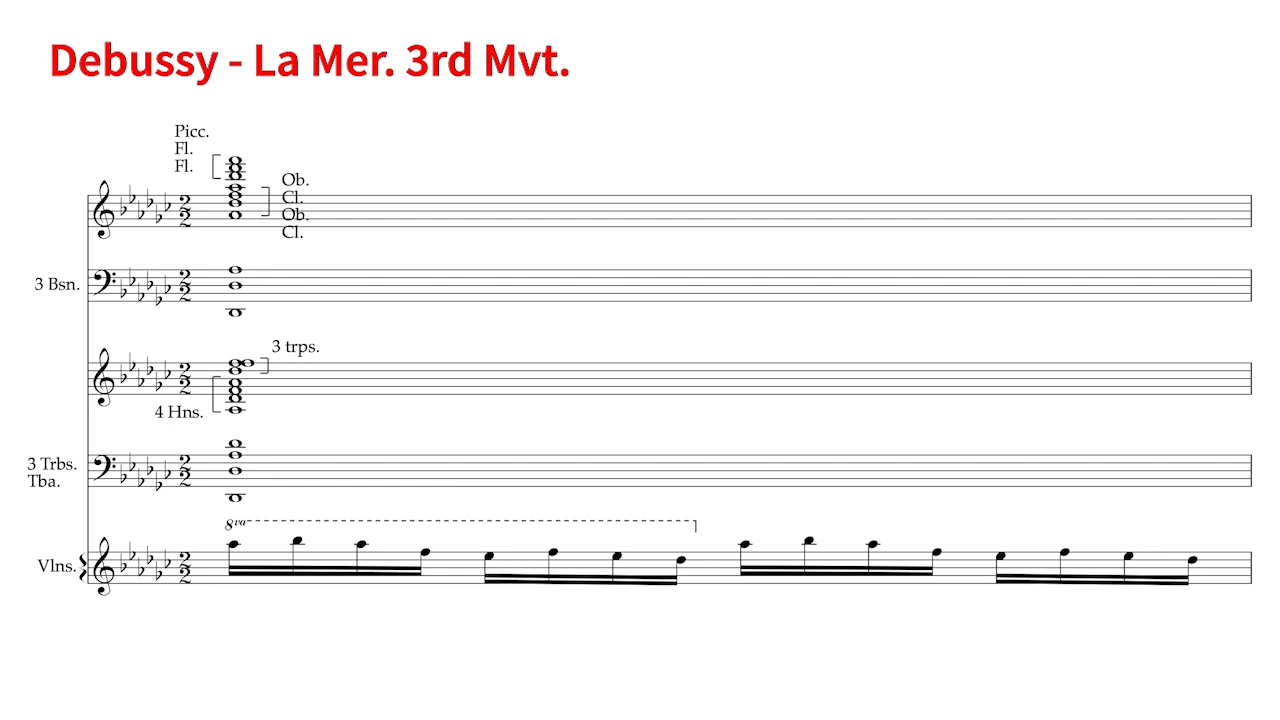 Debussy - La Mer. 3rd Mvt.
Picc.
Fl.
Fl.
Ob.
Cl.
Ob.
Cl.
3 Bsn.
3 trps.
4 Hns.
3 Trbs.
Tba.
8va
Vlns.